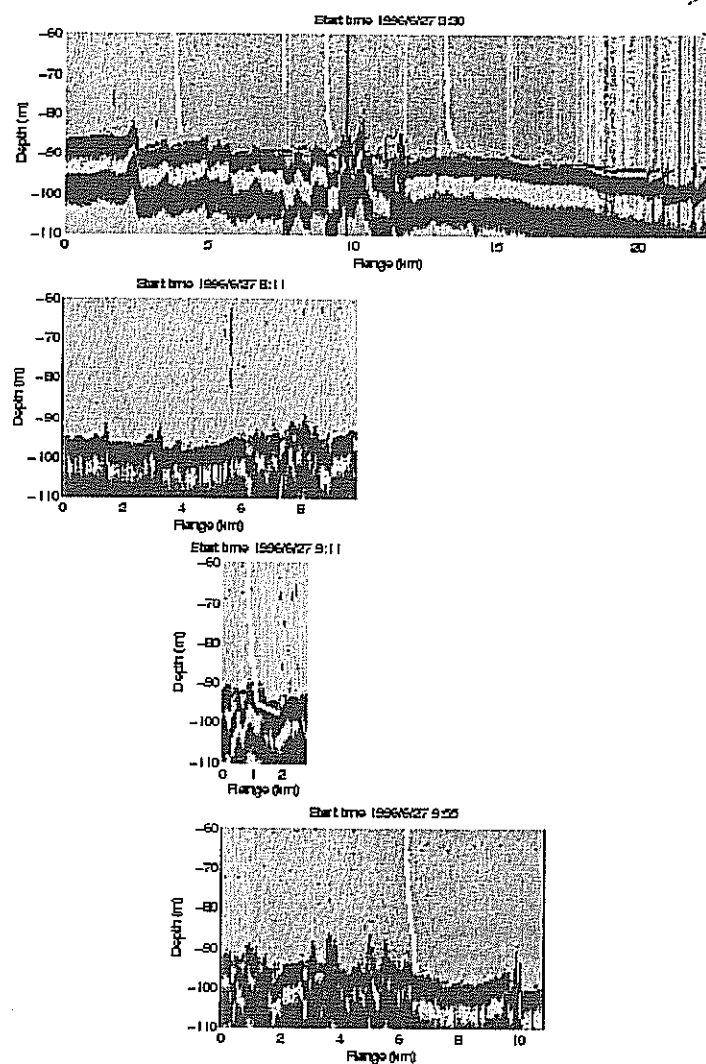 Start time 1996/6/27 3:30
-60
-70
-80
-90
-100
-110
Depth (m)
0 5 10 15 20
Range (km)
Start time 1996/6/27 8:11
-60
-70
-80
-90
-100
-110
Depth (m)
0 2 4 6 8
Range (km)
Start time 1996/6/27 9:11
-60
-70
-80
-90
-100
-110
Depth (m)
0 1 2
Range (km)
Start time 1996/6/27 9:55
-60
-70
-80
-90
-100
-110
Depth (m)
0 2 4 6 8 10
Range (km)